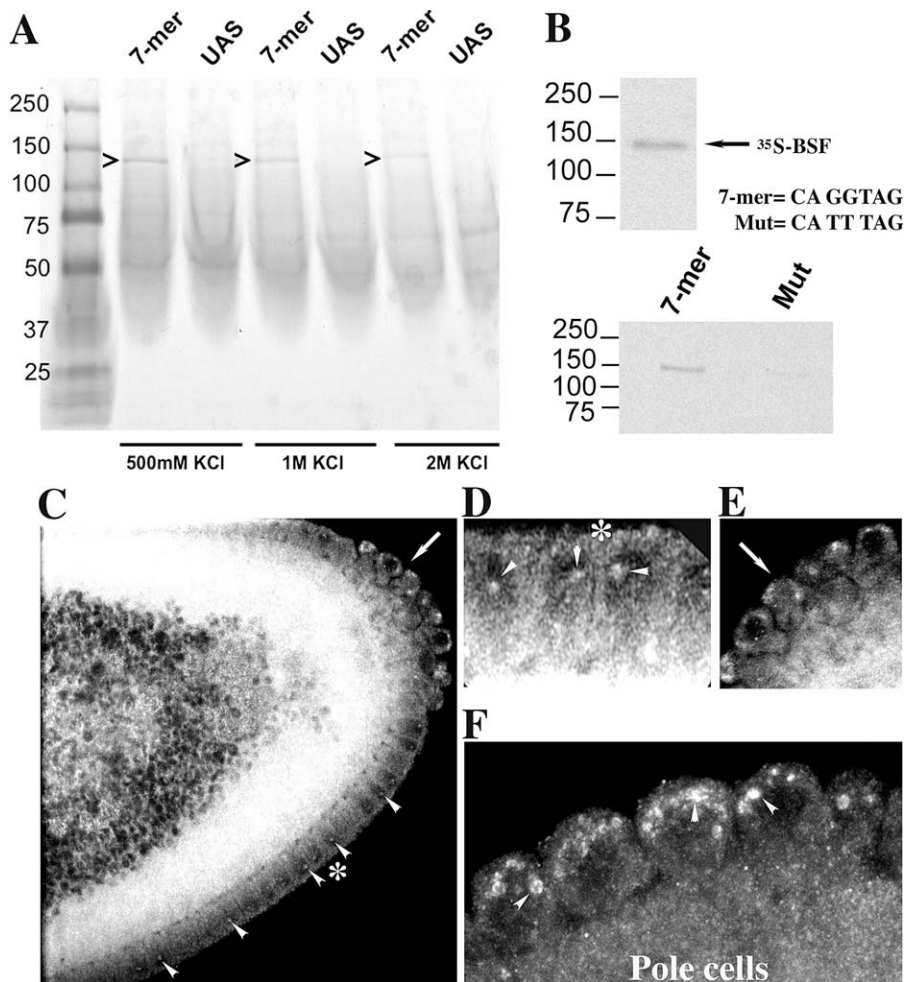 A
7-mer UAS 7-mer UAS 7-mer UAS
250
150
100
75
50
37
25
> > >
500mM KCl 1M KCl 2M KCl
B
250
150
100
75
³⁵S-BSF
7-mer= CA GGTAG
Mut= CA TT TAG
7-mer Mut
250
150
100
75
C
*
D
*
E
F
Pole cells